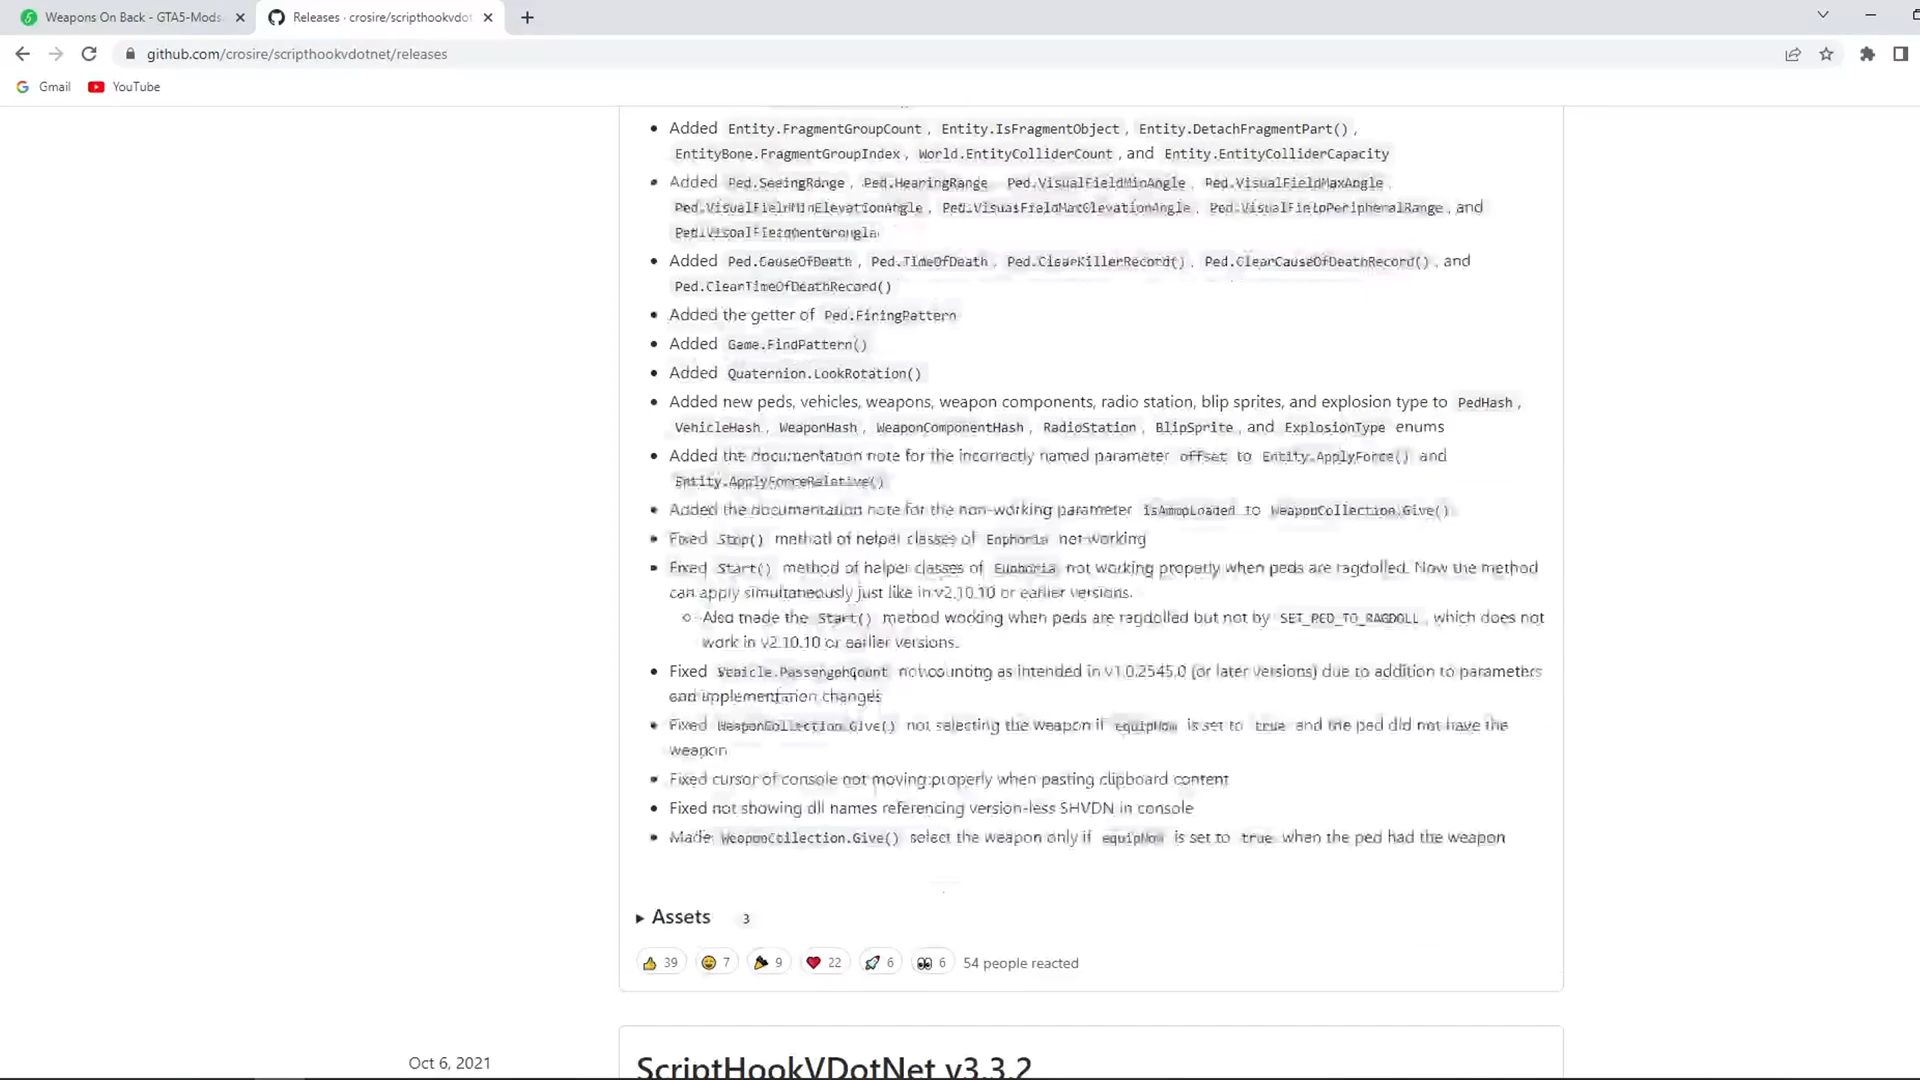 Weapons On Back - GTA5-Mods
Releases · crosire/scripthookvdot
github.com/crosire/scripthookvdotnet/releases
Gmail
YouTube
Added Entity.FragmentGroupCount , Entity.IsFragmentObject , Entity.DetachFragmentPart() ,
EntityBone.FragmentGroupIndex , World.EntityColliderCount , and Entity.EntityColliderCapacity
Added Ped.SeeingRange , Ped.HearingRange Ped.VisualFieldMinAngle , Ped.VisualFieldMaxAngle ,
Ped.VisualFieldMinElevationAngle , Ped. , Ped.VisualFieldPeripheralRange , and
Added Ped.CauseOfDeath , Ped.TimeOfDeath , Ped.ClearKillerRecord() , Ped.ClearCauseOfDeathRecord() , and
Ped.ClearTimeOfDeathRecord()
Added the getter of Ped.FiringPattern
Added Game.FindPattern()
Added Quaternion.LookRotation()
Added new peds, vehicles, weapons, weapon components, radio station, blip sprites, and explosion type to PedHash ,
VehicleHash , WeaponHash , WeaponComponentHash , RadioStation , BlipSprite , and ExplosionType enums
Added the documentation note for the incorrectly named parameter offset to Entity.ApplyForce() and
Entity.ApplyForceRelative()
Added the documentation note for the non-working parameter isAmmoLoaded to WeaponCollection.Give()
Fixed Stop() method of helper classes of Euphoria not working
Fixed Start() method of helper classes of Euphoria not working properly when peds are ragdolled. Now the method
can apply simultaneously just like in v2.10.10 or earlier versions.
Also made the Start() method working when peds are ragdolled but not by SET_PED_TO_RAGDOLL , which does not
work in v2.10.10 or earlier versions.
Fixed Vehicle.PassengerCount not counting as intended in v1.0.2545.0 (or later versions) due to addition to parameters
and implementation changes
Fixed WeaponCollection.Give() not selecting the weapon if equipNow is set to true and the ped did not have the
weapon
Fixed cursor of console not moving properly when pasting clipboard content
Fixed not showing dll names referencing version-less SHVDN in console
Made WeaponCollection.Give() select the weapon only if equipNow is set to true when the ped had the weapon
Assets 3
39 7 9 22 6 6 54 people reacted
Oct 6, 2021
ScriptHookVDotNet v3.3.2